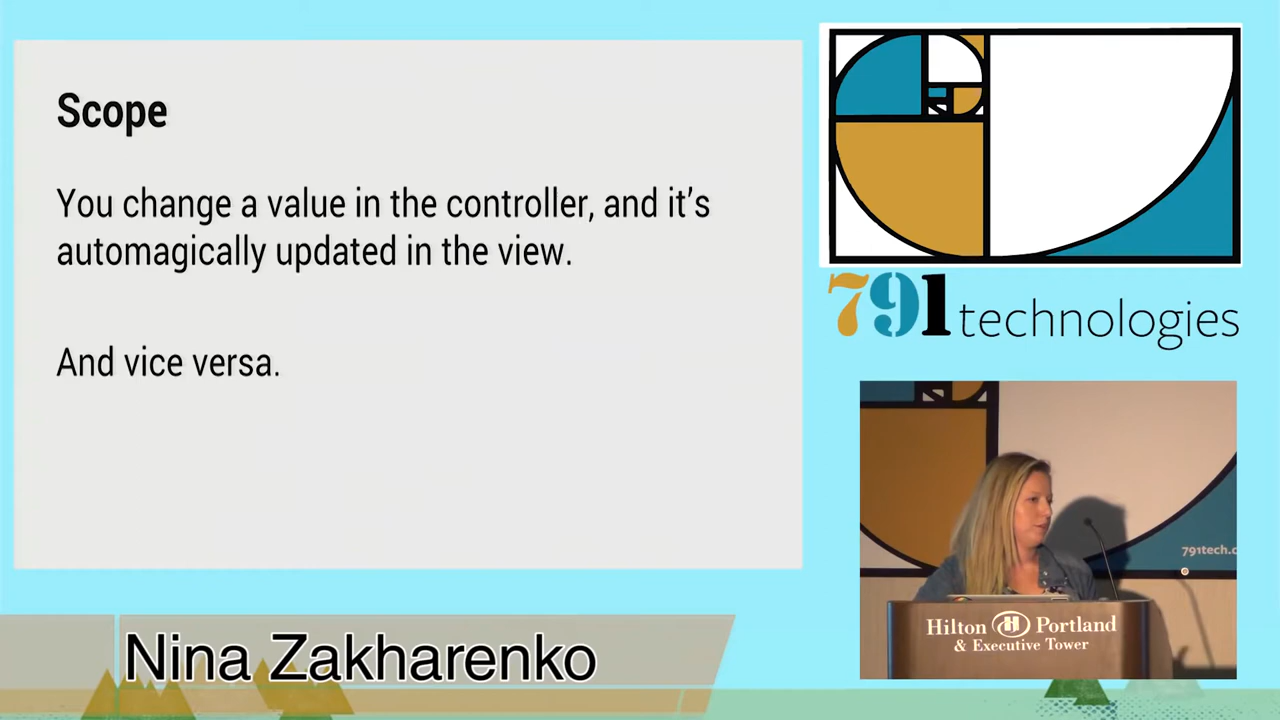 Scope
You change a value in the controller, and it's
automagically updated in the view.
And vice versa.
791 technologies
791tech.c
Hilton Portland
& Executive Tower
Nina Zakharenko